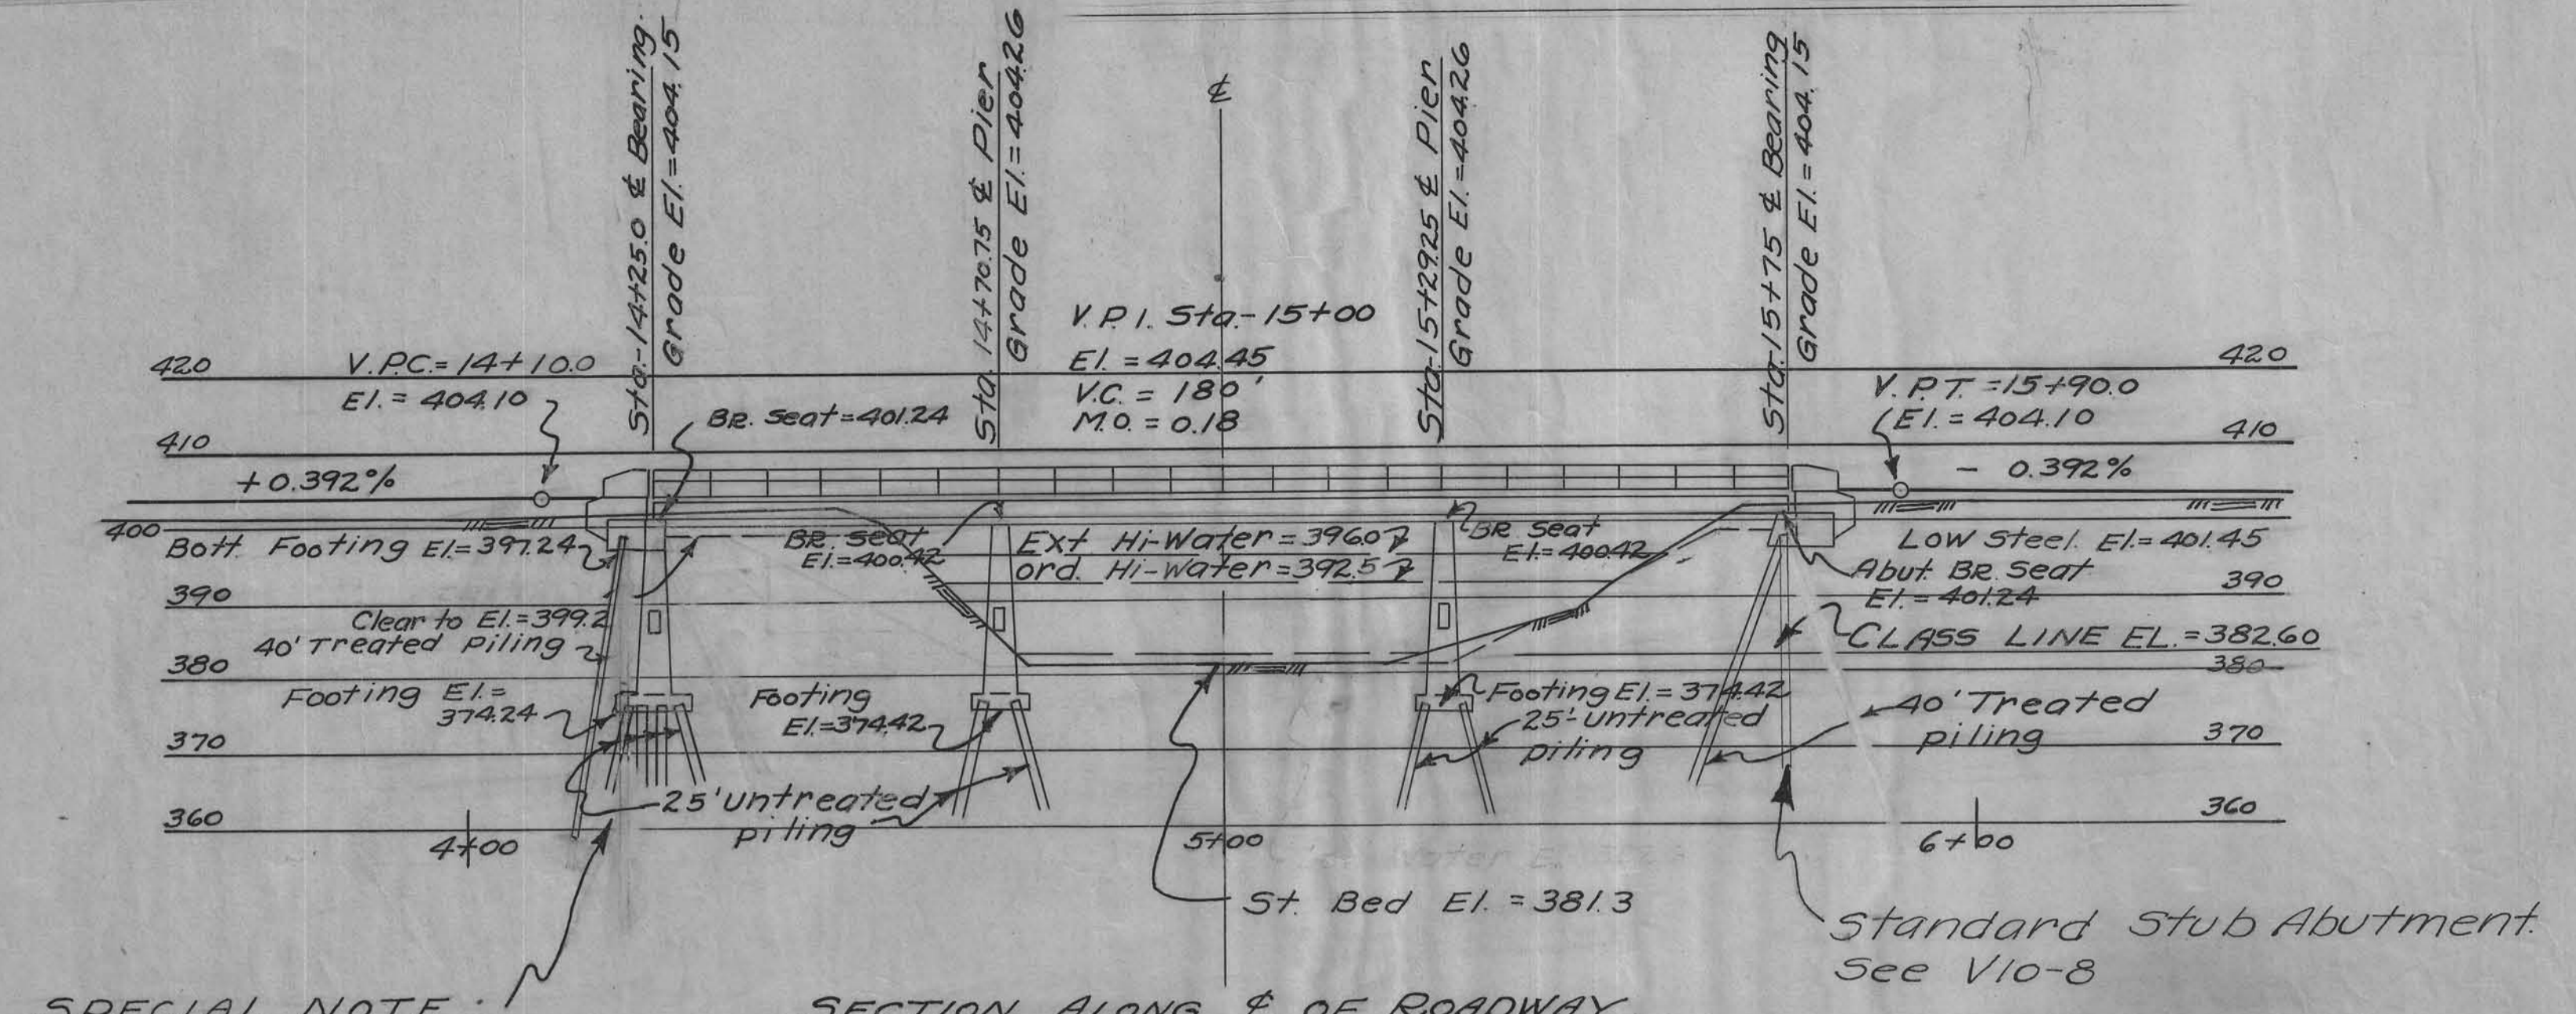 Sta.-14+25.0 ℄ Bearing.
Grade El.=404.15
Sta. 14+70.75 ℄ Pier
Grade El.=404.26
℄
Sta.-15+29.25 ℄ Pier
Grade El.=404.26
Sta.-15+75 ℄ Bearing
Grade El.=404.15
V.P.I. Sta.-15+00
El. = 404.45
V.C. = 180'
M.O. = 0.18
420
V.P.C.= 14+10.0
El. = 404.10
BR. Seat=401.24
420
V.P.T. =15+90.0
El. = 404.10
410
410
+0.392%
- 0.392%
400
Bott. Footing El.=397.24
BR. seat
El.=400.42
Ext Hi-Water = 396.0
ord. Hi-Water=392.5
BR seat
El.=400.42
Low Steel. El.=401.45
Abut. BR. Seat
El. = 401.24
390
390
Clear to El.=399.2
40' Treated Piling
CLASS LINE EL.=382.60
380
380
Footing El.=
374.24
Footing
El.=374.42
Footing El.=374.42
25'-untreated
piling
40' Treated
piling
370
370
25' untreated
piling
360
360
4+00
5+00
6+00
St. Bed El. =381.3
Standard Stub Abutment.
See V10-8
SPECIAL NOTE:
SECTION ALONG ℄ OF ROADWAY